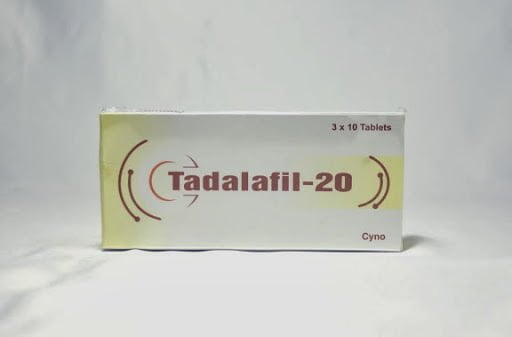 3 x 10 Tablets
Tadalafil-20
Cyno